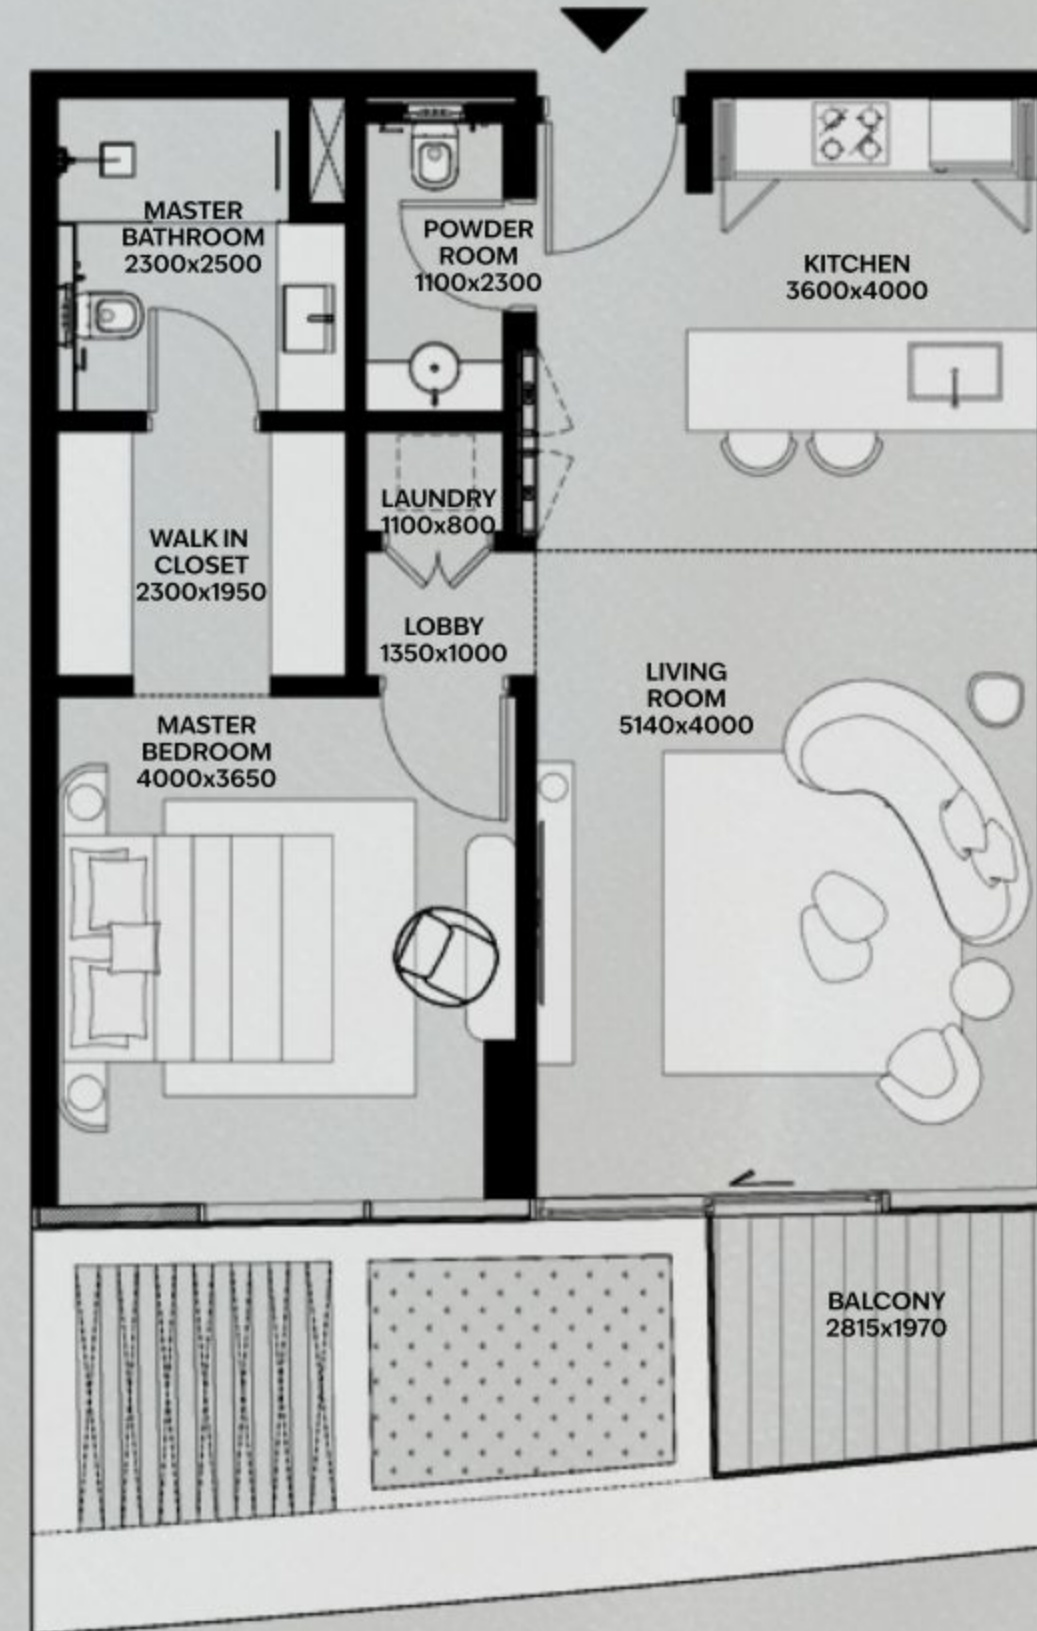 MASTER
BATHROOM
2300x2500
POWDER
ROOM
1100x2300
KITCHEN
3600x4000
LAUNDRY
1100x800
WALK IN
CLOSET
2300x1950
LOBBY
1350x1000
LIVING
ROOM
5140x4000
MASTER
BEDROOM
4000x3650
BALCONY
2815x1970